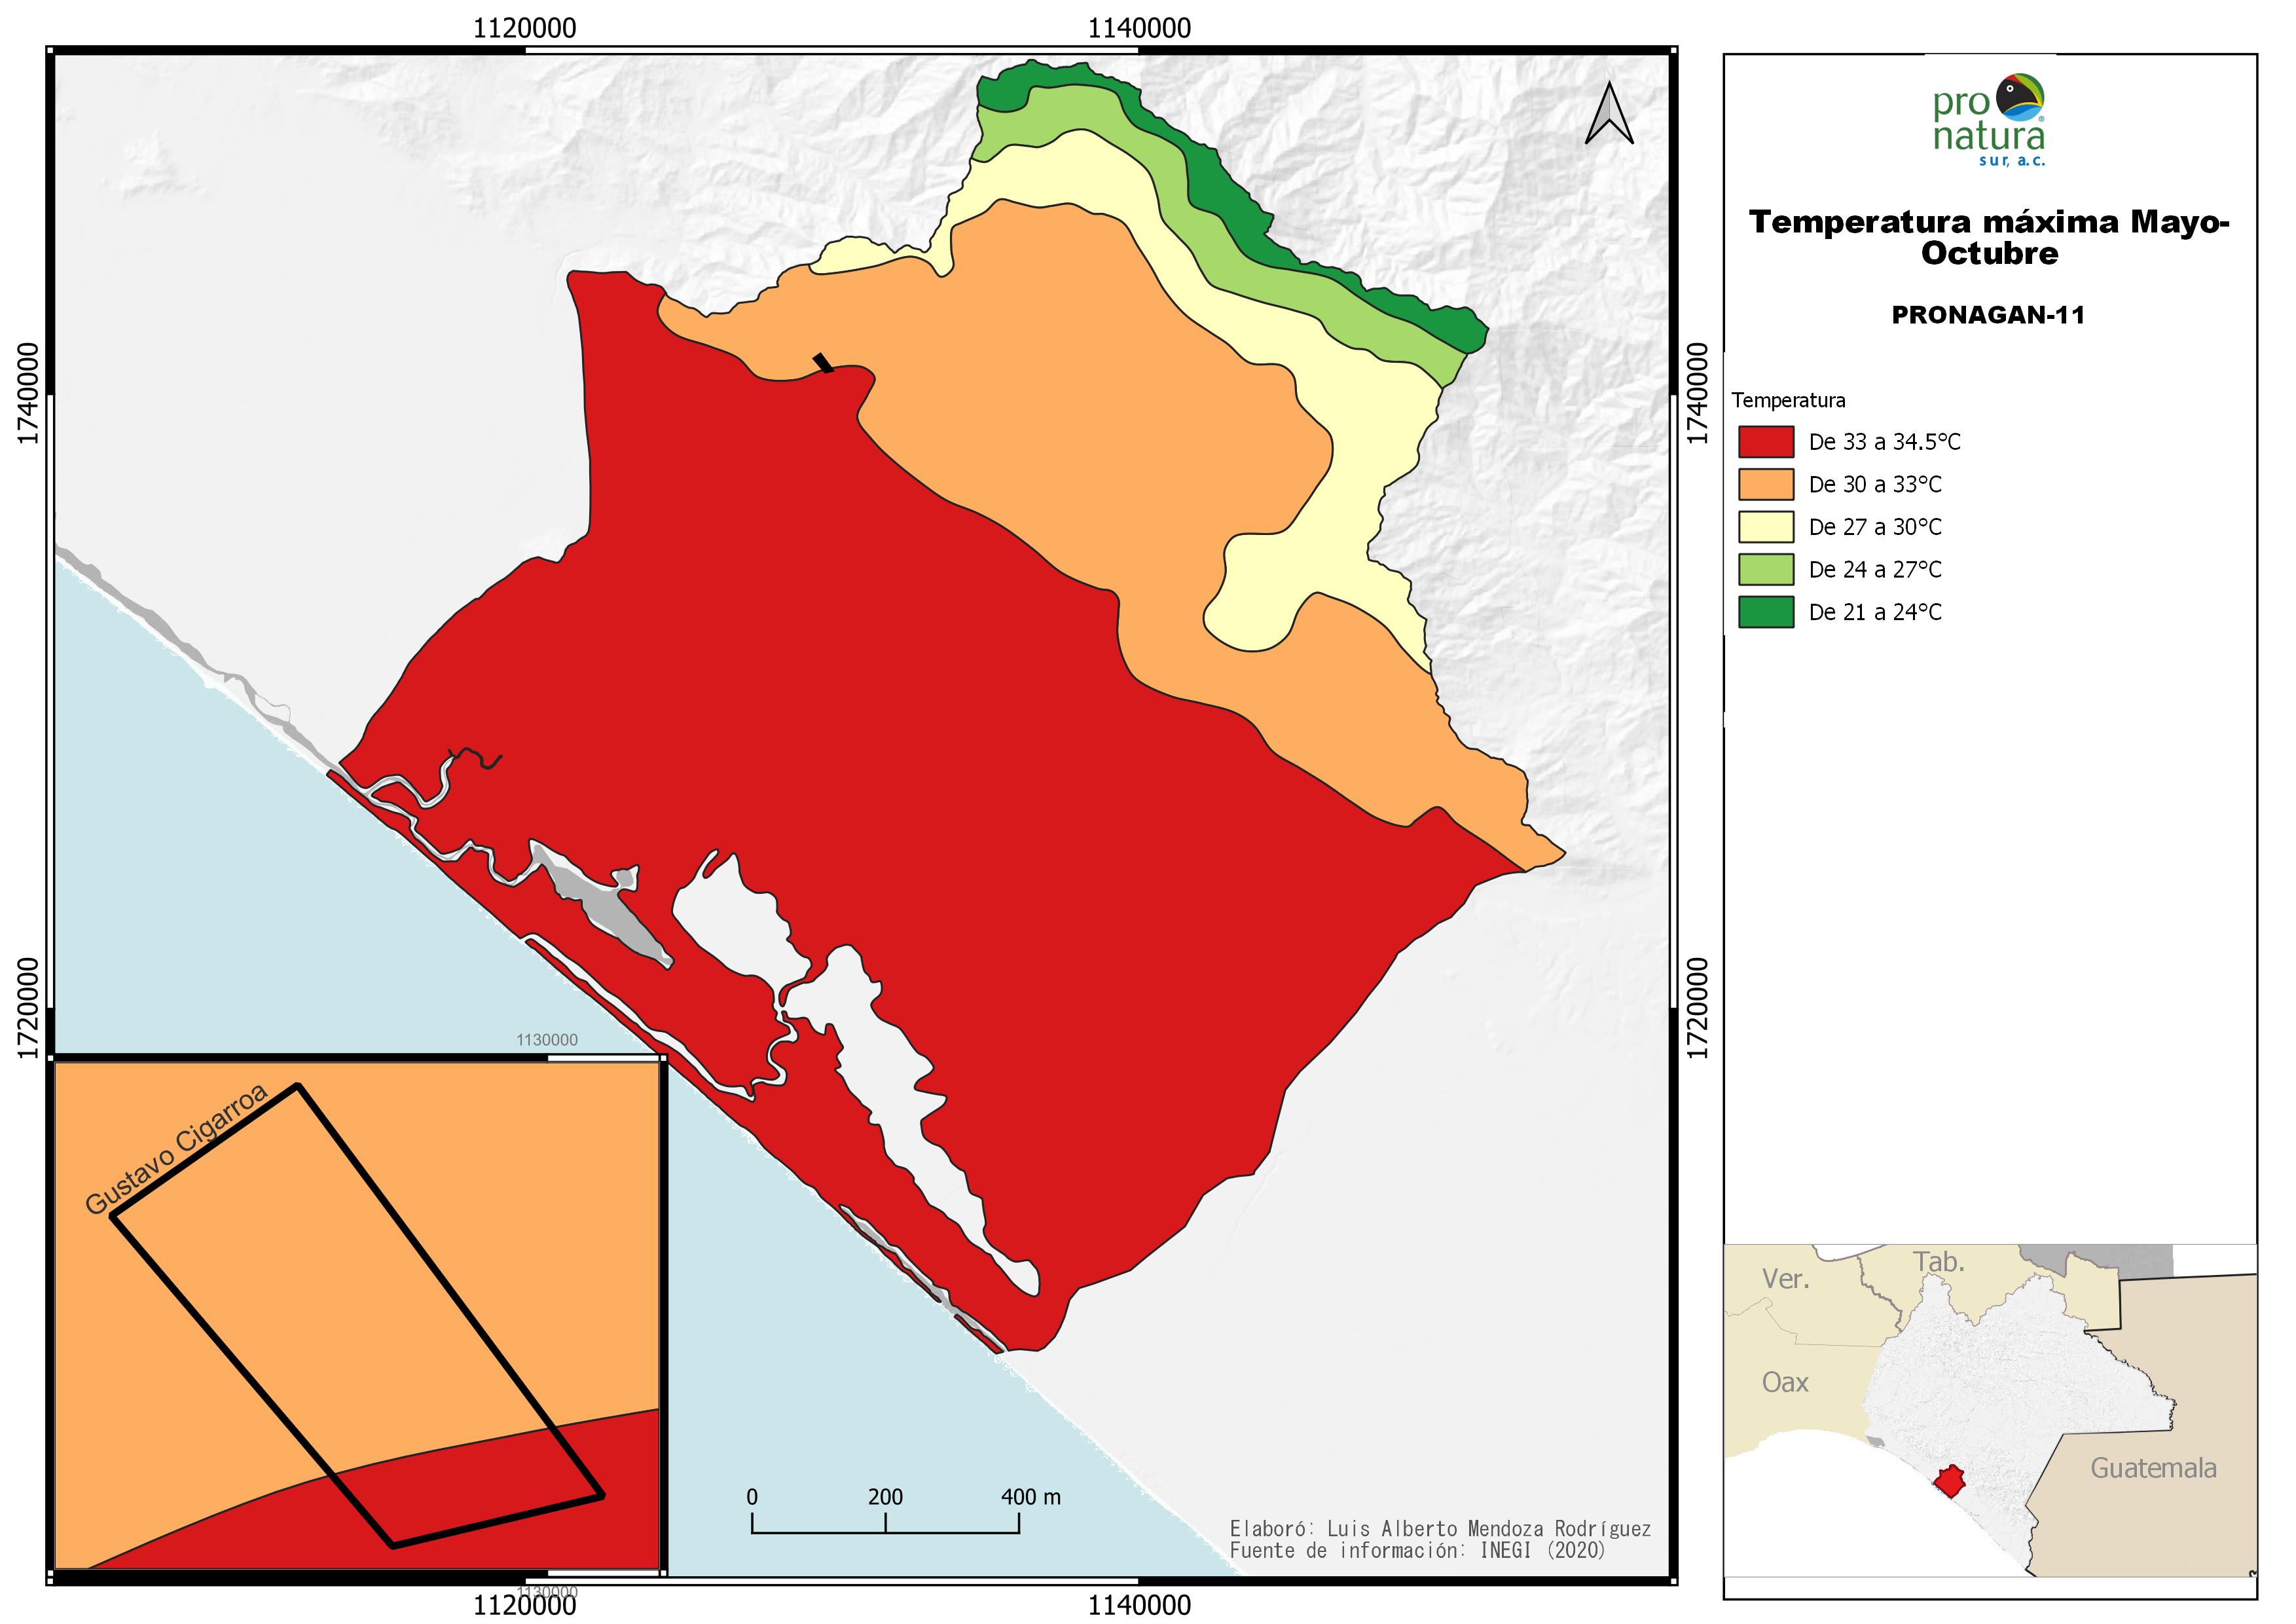 1120000
1140000
1740000
1720000
1740000
1720000
1120000
1140000
1130000
1130000
Gustavo Cigarroa
0 200 400 m
Elaboró: Luis Alberto Mendoza Rodríguez
Fuente de información: INEGI (2020)
pro
natura
®
sur, a.c.
Temperatura máxima Mayo-
Octubre
PRONAGAN-11
Temperatura
De 33 a 34.5°C
De 30 a 33°C
De 27 a 30°C
De 24 a 27°C
De 21 a 24°C
Ver.
Tab.
Oax
Guatemala